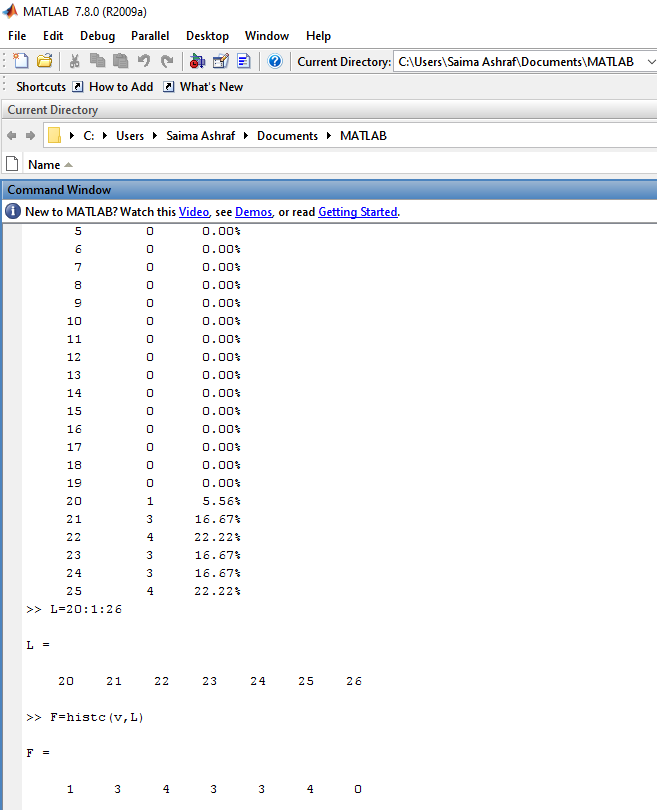 MATLAB 7.8.0 (R2009a)
File Edit Debug Parallel Desktop Window Help
Current Directory: C:\Users\Saima Ashraf\Documents\MATLAB
Shortcuts How to Add What's New
Current Directory
C: Users Saima Ashraf Documents MATLAB
Name
Command Window
New to MATLAB? Watch this Video, see Demos, or read Getting Started.
5 0 0.00%
6 0 0.00%
7 0 0.00%
8 0 0.00%
9 0 0.00%
10 0 0.00%
11 0 0.00%
12 0 0.00%
13 0 0.00%
14 0 0.00%
15 0 0.00%
16 0 0.00%
17 0 0.00%
18 0 0.00%
19 0 0.00%
20 1 5.56%
21 3 16.67%
22 4 22.22%
23 3 16.67%
24 3 16.67%
25 4 22.22%
>> L=20:1:26
L =
20 21 22 23 24 25 26
>> F=histc(v,L)
F =
1 3 4 3 3 4 0